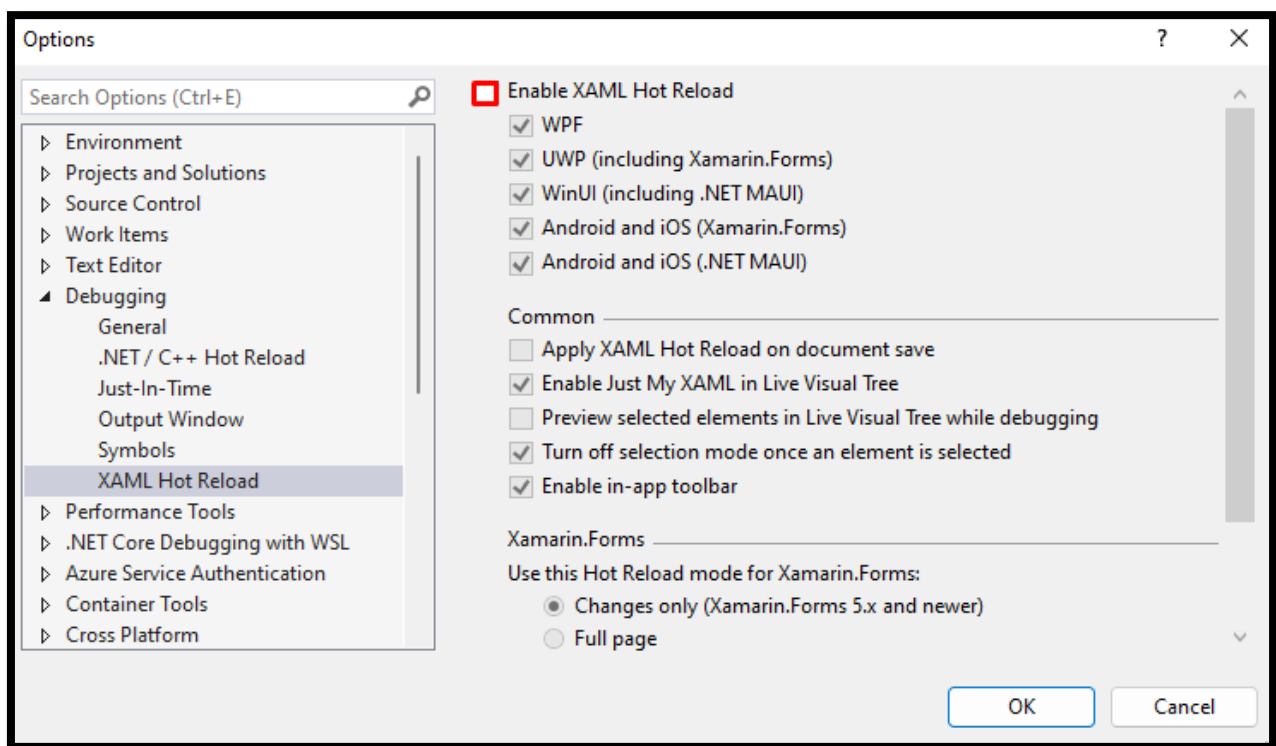 Options
?
Search Options (Ctrl+E)
Environment
Projects and Solutions
Source Control
Work Items
Text Editor
Debugging
General
.NET / C++ Hot Reload
Just-In-Time
Output Window
Symbols
XAML Hot Reload
Performance Tools
.NET Core Debugging with WSL
Azure Service Authentication
Container Tools
Cross Platform
Enable XAML Hot Reload
WPF
UWP (including Xamarin.Forms)
WinUI (including .NET MAUI)
Android and iOS (Xamarin.Forms)
Android and iOS (.NET MAUI)
Common
Apply XAML Hot Reload on document save
Enable Just My XAML in Live Visual Tree
Preview selected elements in Live Visual Tree while debugging
Turn off selection mode once an element is selected
Enable in-app toolbar
Xamarin.Forms
Use this Hot Reload mode for Xamarin.Forms:
Changes only (Xamarin.Forms 5.x and newer)
Full page
OK
Cancel